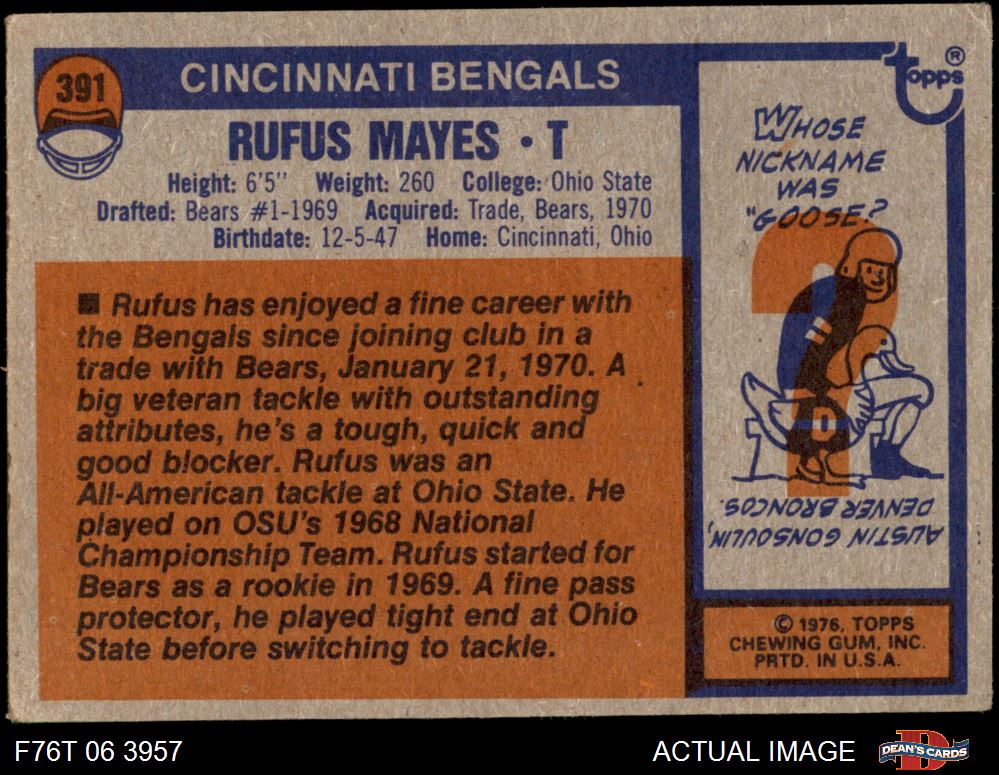 391
CINCINNATI BENGALS
RUFUS MAYES • T
Height: 6'5" Weight: 260 College: Ohio State
Drafted: Bears #1-1969 Acquired: Trade, Bears, 1970
Birthdate: 12-5-47 Home: Cincinnati, Ohio
■ Rufus has enjoyed a fine career with
the Bengals since joining club in a
trade with Bears, January 21, 1970. A
big veteran tackle with outstanding
attributes, he's a tough, quick and
good blocker. Rufus was an
All-American tackle at Ohio State. He
played on OSU's 1968 National
Championship Team. Rufus started for
Bears as a rookie in 1969. A fine pass
protector, he played tight end at Ohio
State before switching to tackle.
topps®
WHOSE
NICKNAME
WAS
"GOOSE?
AUSTIN GONSOULIN,
DENVER BRONCOS.
© 1976, TOPPS
CHEWING GUM, INC.
PRTD. IN U.S.A.
F76T 06 3957
ACTUAL IMAGE
D
DEAN'S CARDS